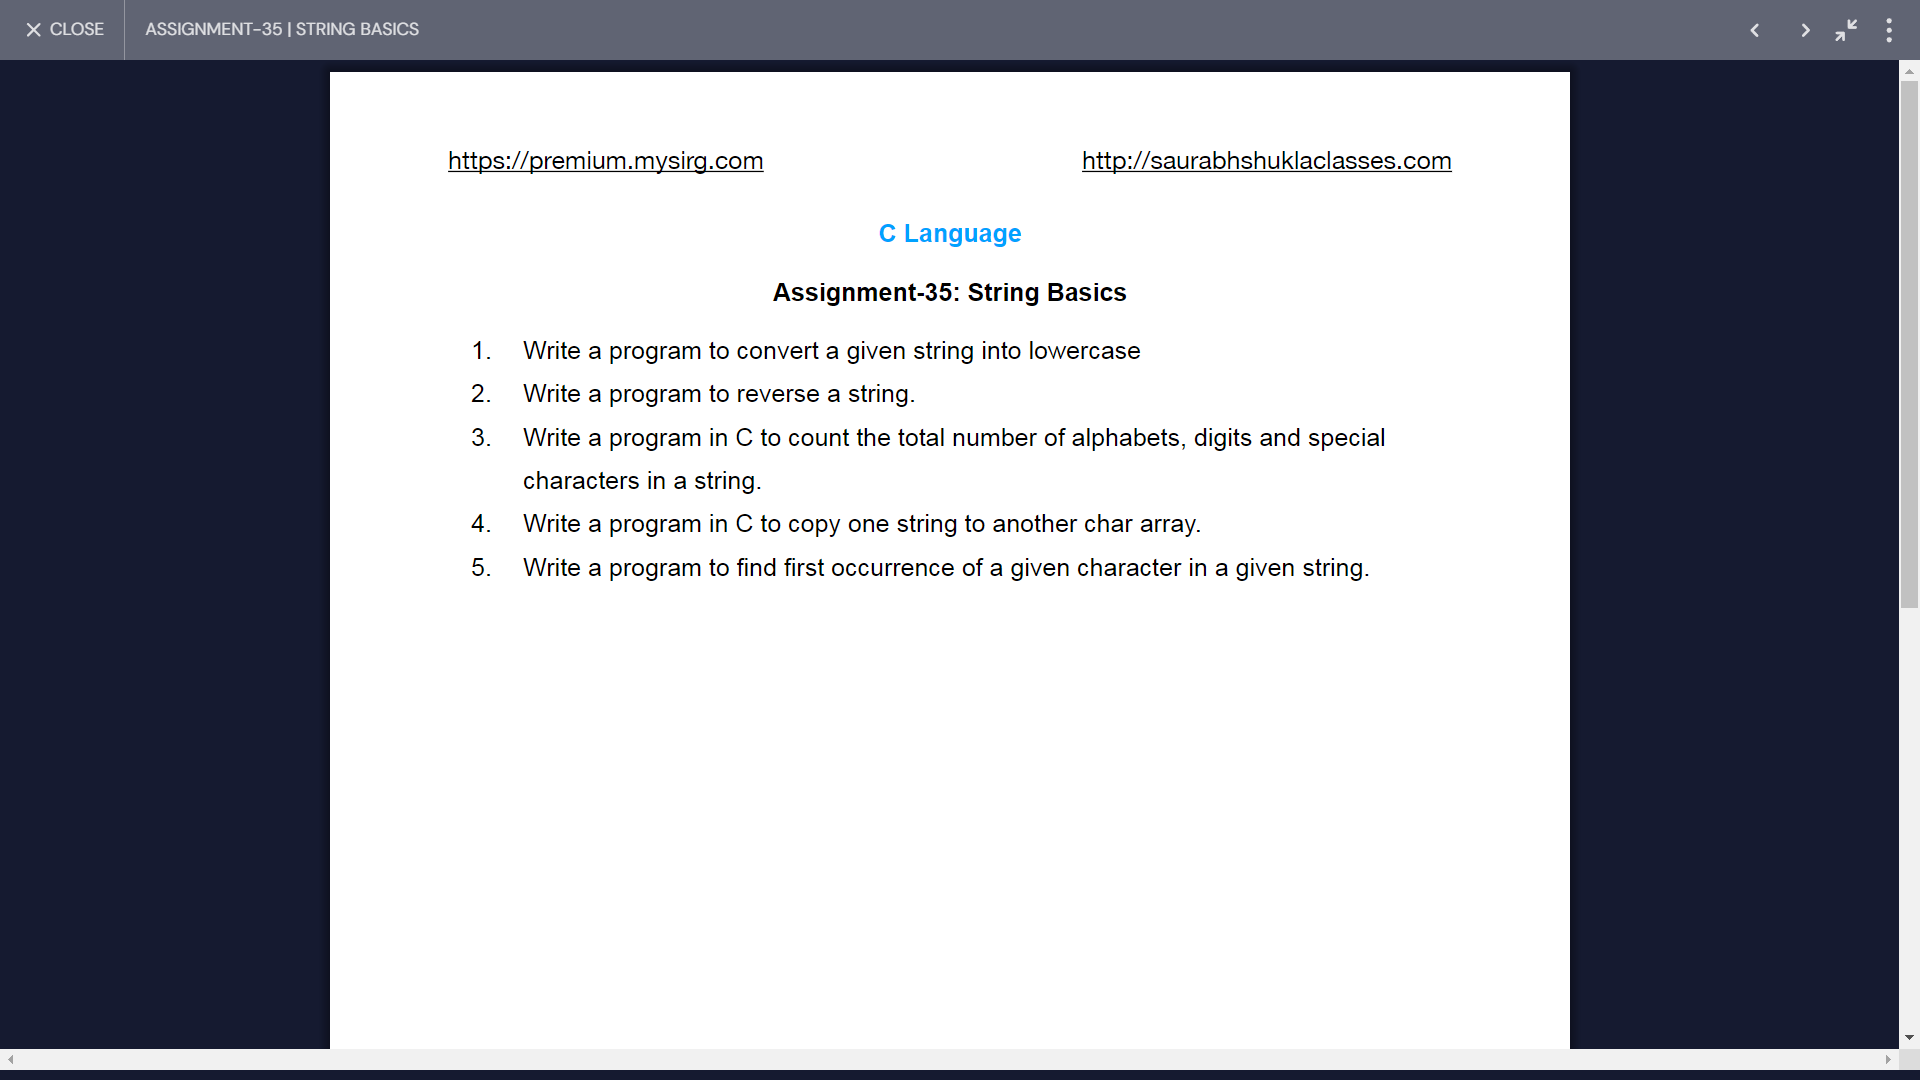 CLOSE
ASSIGNMENT-35 | STRING BASICS
https://premium.mysirg.com
http://saurabhshuklaclasses.com
C Language
Assignment-35: String Basics
1. Write a program to convert a given string into lowercase
2. Write a program to reverse a string.
3. Write a program in C to count the total number of alphabets, digits and special
characters in a string.
4. Write a program in C to copy one string to another char array.
5. Write a program to find first occurrence of a given character in a given string.